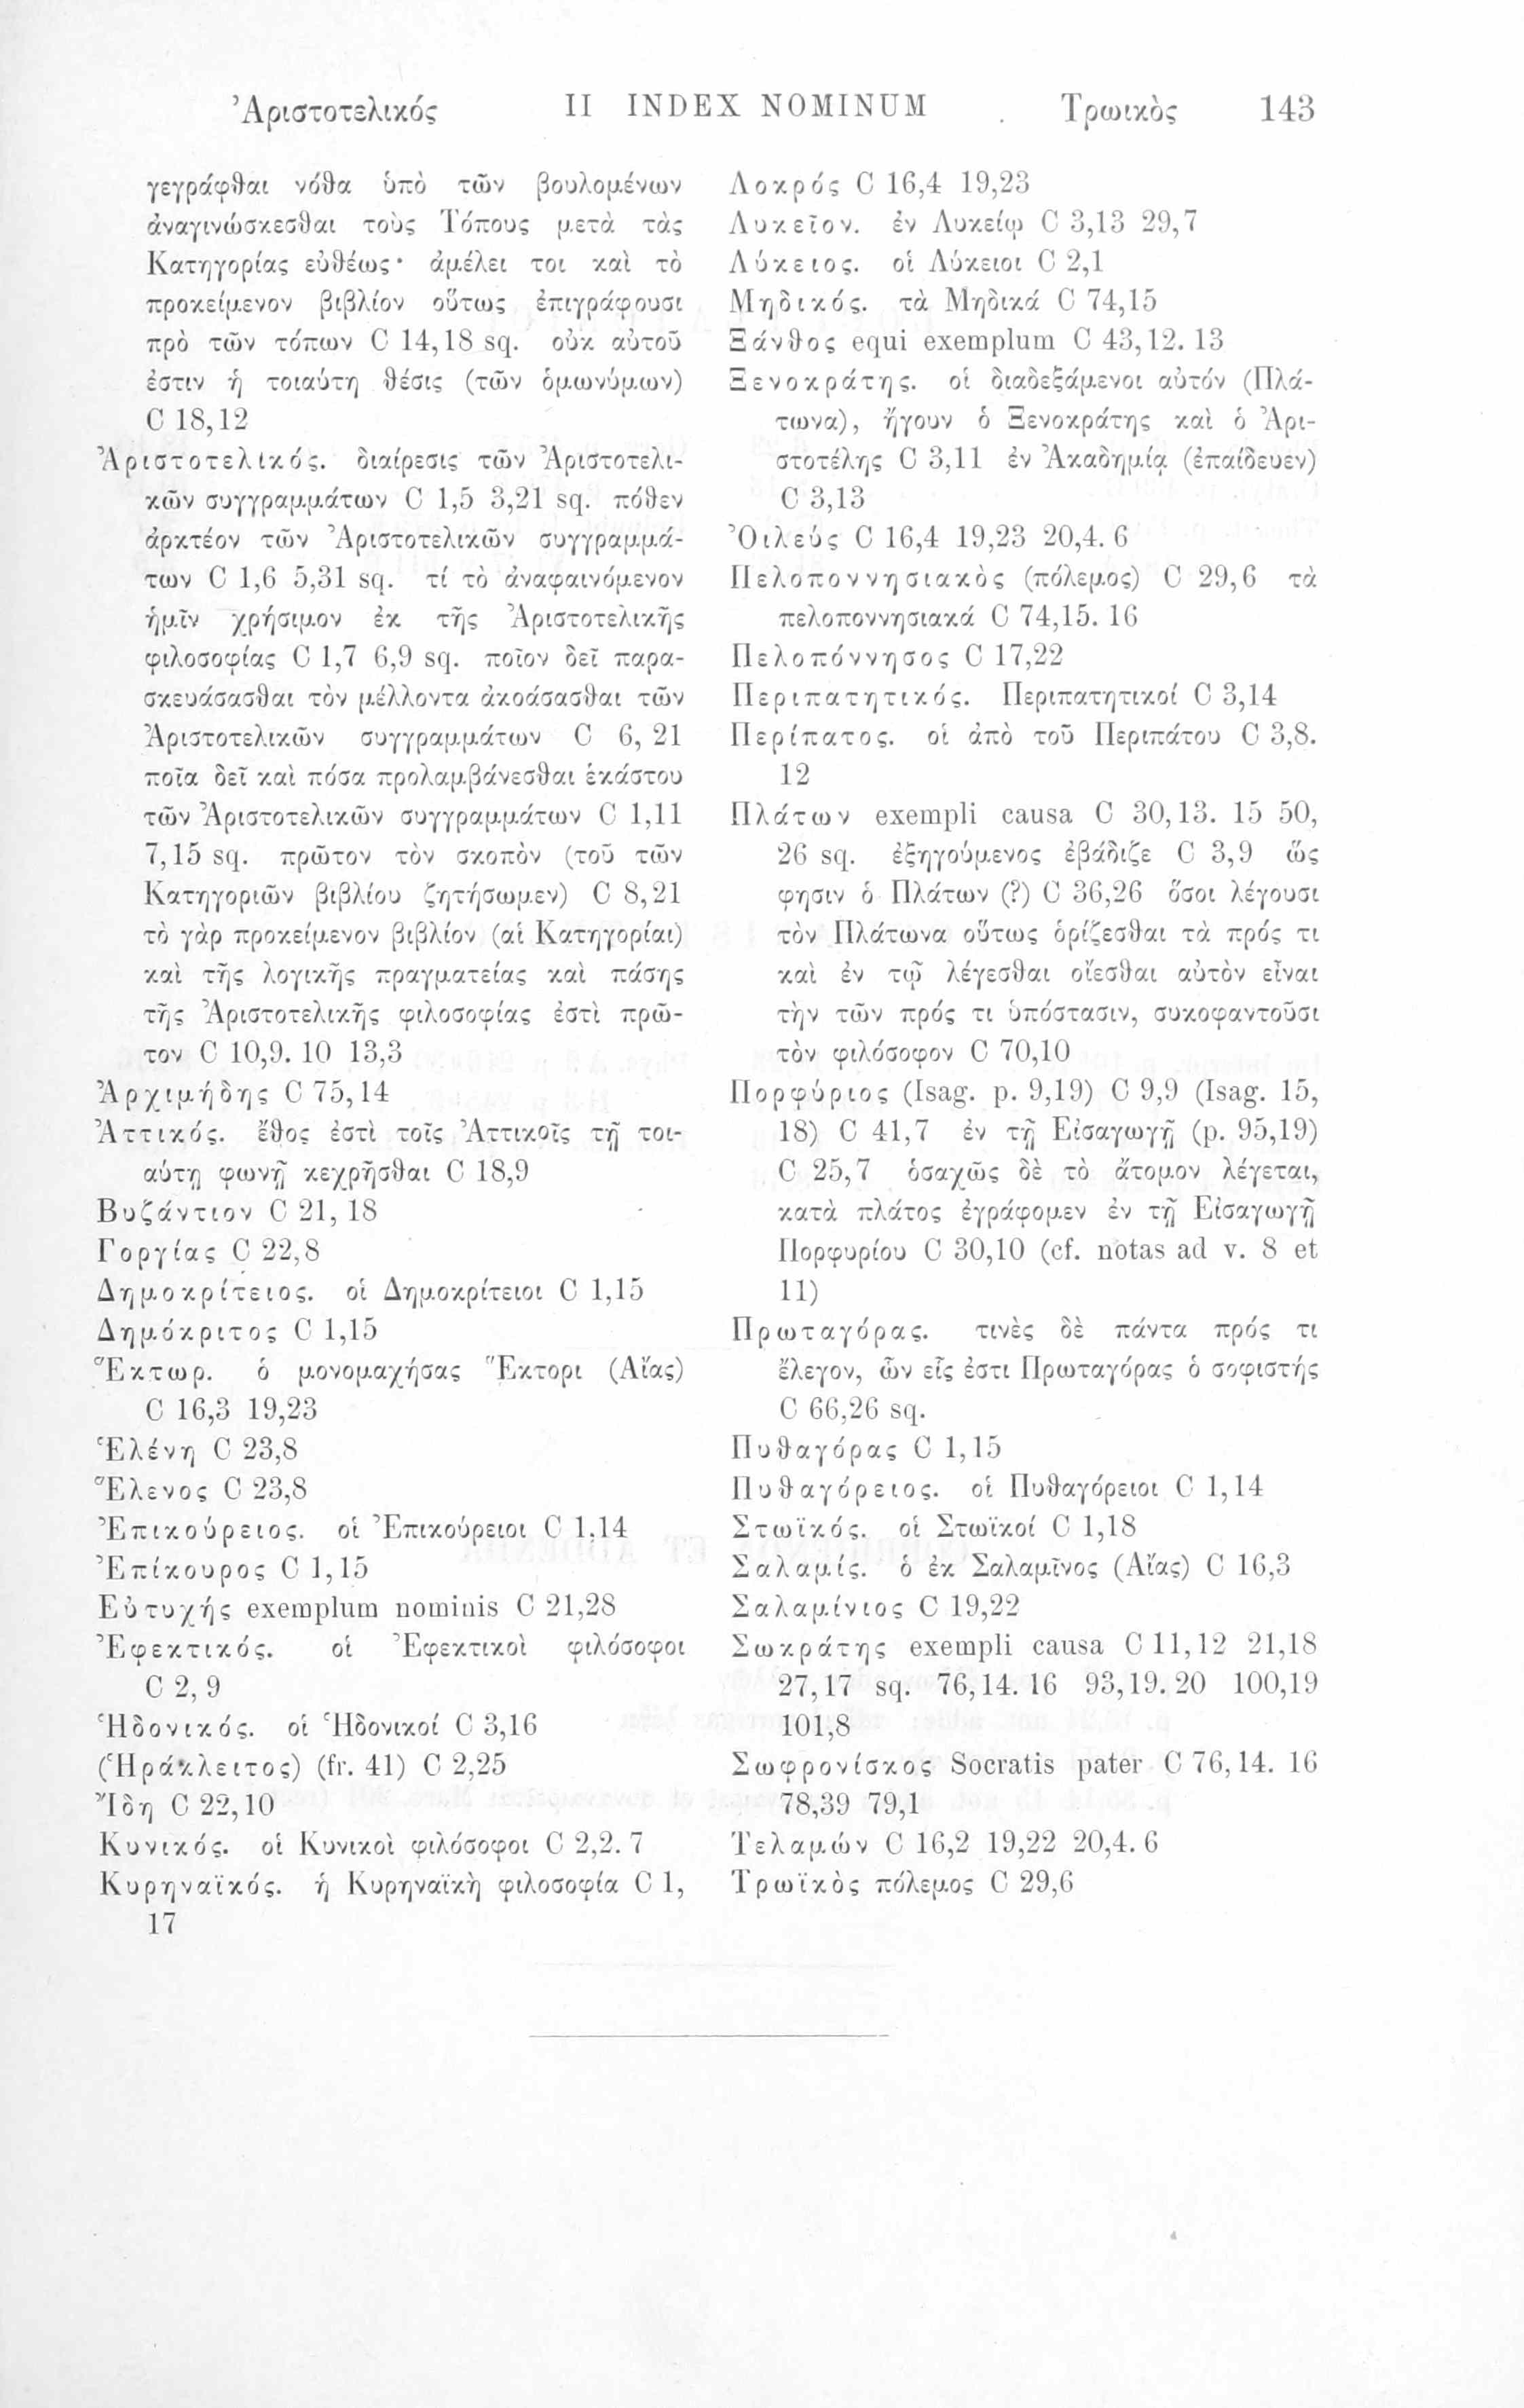 Ἀριστοτελικός II INDEX NOMINUM Τρωικὸς 143
γεγράφθαι νόθα ὑπὸ τῶν βουλομένων
ἀναγινώσκεσθαι τοὺς Τόπους μετὰ τὰς
Κατηγορίας εὐθέως· ἀμέλει τοι καὶ τὸ
προκείμενον βιβλίον οὕτως ἐπιγράφουσι
πρὸ τῶν τόπων C 14,18 sq. οὐκ αὐτοῦ
ἐστιν ἡ τοιαύτη θέσις (τῶν ὁμωνύμων)
C 18,12
Ἀριστοτελικός. διαίρεσις τῶν Ἀριστοτελι-
κῶν συγγραμμάτων C 1,5 3,21 sq. πόθεν
ἀρκτέον τῶν Ἀριστοτελικῶν συγγραμμά-
των C 1,6 5,31 sq. τί τὸ ἀναφαινόμενον
ἡμῖν χρήσιμον ἐκ τῆς Ἀριστοτελικῆς
φιλοσοφίας C 1,7 6,9 sq. ποῖον δεῖ παρα-
σκευάσασθαι τὸν μέλλοντα ἀκοάσασθαι τῶν
Ἀριστοτελικῶν συγγραμμάτων C 6, 21
ποῖα δεῖ καὶ πόσα προλαμβάνεσθαι ἑκάστου
τῶν Ἀριστοτελικῶν συγγραμμάτων C 1,11
7,15 sq. πρῶτον τὸν σκοπὸν (τοῦ τῶν
Κατηγοριῶν βιβλίου ζητήσωμεν) C 8,21
τὸ γὰρ προκείμενον βιβλίον (αἱ Κατηγορίαι)
καὶ τῆς λογικῆς πραγματείας καὶ πάσης
τῆς Ἀριστοτελικῆς φιλοσοφίας ἐστὶ πρῶ-
τον C 10,9. 10 13,3
Ἀρχιμήδης C 75,14
Ἀττικός. ἔθος ἐστὶ τοῖς Ἀττικοῖς τῇ τοι-
αύτῃ φωνῇ κεχρῆσθαι C 18,9
Βυζάντιον C 21, 18
Γοργίας C 22,8
Δημοκρίτειος. οἱ Δημοκρίτειοι C 1,15
Δημόκριτος C 1,15
Ἕκτωρ. ὁ μονομαχήσας Ἕκτορι (Αἴας)
C 16,3 19,23
Ἑλένη C 23,8
Ἕλενος C 23,8
Ἐπικούρειος. οἱ Ἐπικούρειοι C 1,14
Ἐπίκουρος C 1,15
Εὐτυχής exemplum nominis C 21,28
Ἐφεκτικός. οἱ Ἐφεκτικοὶ φιλόσοφοι
C 2, 9
Ἡδονικός. οἱ Ἡδονικοί C 3,16
(Ἡράκλειτος) (fr. 41) C 2,25
Ἴδη C 22,10
Κυνικός. οἱ Κυνικοὶ φιλόσοφοι C 2,2. 7
Κυρηναϊκός. ἡ Κυρηναϊκὴ φιλοσοφία C 1,
17
Λοκρός C 16,4 19,23
Λυκεῖον. ἐν Λυκείῳ C 3,13 29,7
Λύκειος. οἱ Λύκειοι C 2,1
Μηδικός. τὰ Μηδικά C 74,15
Ξάνθος equi exemplum C 43,12. 13
Ξενοκράτης. οἱ διαδεξάμενοι αὐτόν (Πλά-
τωνα), ἤγουν ὁ Ξενοκράτης καὶ ὁ Ἀρι-
στοτέλης C 3,11 ἐν Ἀκαδημίᾳ (ἐπαίδευεν)
C 3,13
Ὀιλεύς C 16,4 19,23 20,4. 6
Πελοποννησιακὸς (πόλεμος) C 29,6 τὰ
πελοποννησιακά C 74,15. 16
Πελοπόννησος C 17,22
Περιπατητικός. Περιπατητικοί C 3,14
Περίπατος. οἱ ἀπὸ τοῦ Περιπάτου C 3,8.
12
Πλάτων exempli causa C 30,13. 15 50,
26 sq. ἐξηγούμενος ἐβάδιζε C 3,9 ὥς
φησιν ὁ Πλάτων (?) C 36,26 ὅσοι λέγουσι
τὸν Πλάτωνα οὕτως ὁρίζεσθαι τὰ πρός τι
καὶ ἐν τῷ λέγεσθαι οἴεσθαι αὐτὸν εἶναι
τὴν τῶν πρός τι ὑπόστασιν, συκοφαντοῦσι
τὸν φιλόσοφον C 70,10
Πορφύριος (Isag. p. 9,19) C 9,9 (Isag. 15,
18) C 41,7 ἐν τῇ Εἰσαγωγῇ (p. 95,19)
C 25,7 ὁσαχῶς δὲ τὸ ἄτομον λέγεται,
κατὰ πλάτος ἐγράφομεν ἐν τῇ Εἰσαγωγῇ
Πορφυρίου C 30,10 (cf. notas ad v. 8 et
11)
Πρωταγόρας. τινὲς δὲ πάντα πρός τι
ἔλεγον, ὧν εἷς ἐστι Πρωταγόρας ὁ σοφιστής
C 66,26 sq.
Πυθαγόρας C 1,15
Πυθαγόρειος. οἱ Πυθαγόρειοι C 1,14
Στωϊκός. οἱ Στωϊκοί C 1,18
Σαλαμίς. ὁ ἐκ Σαλαμῖνος (Αἴας) C 16,3
Σαλαμίνιος C 19,22
Σωκράτης exempli causa C 11,12 21,18
27,17 sq. 76,14. 16 93,19. 20 100,19
101,8
Σωφρονίσκος Socratis pater C 76,14. 16
78,39 79,1
Τελαμών C 16,2 19,22 20,4. 6
Τρωϊκὸς πόλεμος C 29,6